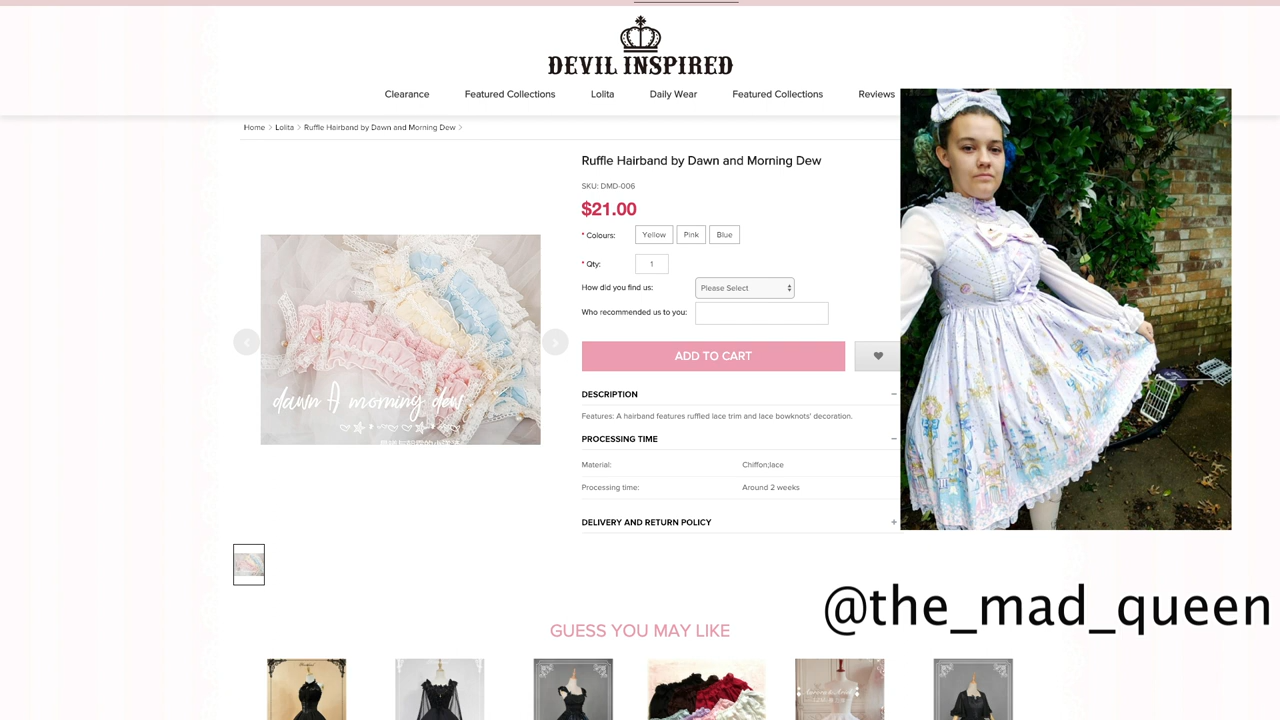 DEVIL INSPIRED
Clearance Featured Collections Lolita Daily Wear Featured Collections Reviews
Home > Lolita > Ruffle Hairband by Dawn and Morning Dew >
Ruffle Hairband by Dawn and Morning Dew
SKU: DMD-006
$21.00
* Colours: Yellow Pink Blue
* Qty: 1
How did you find us: Please Select
Who recommended us to you:
ADD TO CART
dawn & morning dew
DESCRIPTION −
Features: A hairband features ruffled lace trim and lace bowknots' decoration.
PROCESSING TIME −
Material: Chiffon;lace
Processing time: Around 2 weeks
DELIVERY AND RETURN POLICY +
@the_mad_queen
GUESS YOU MAY LIKE